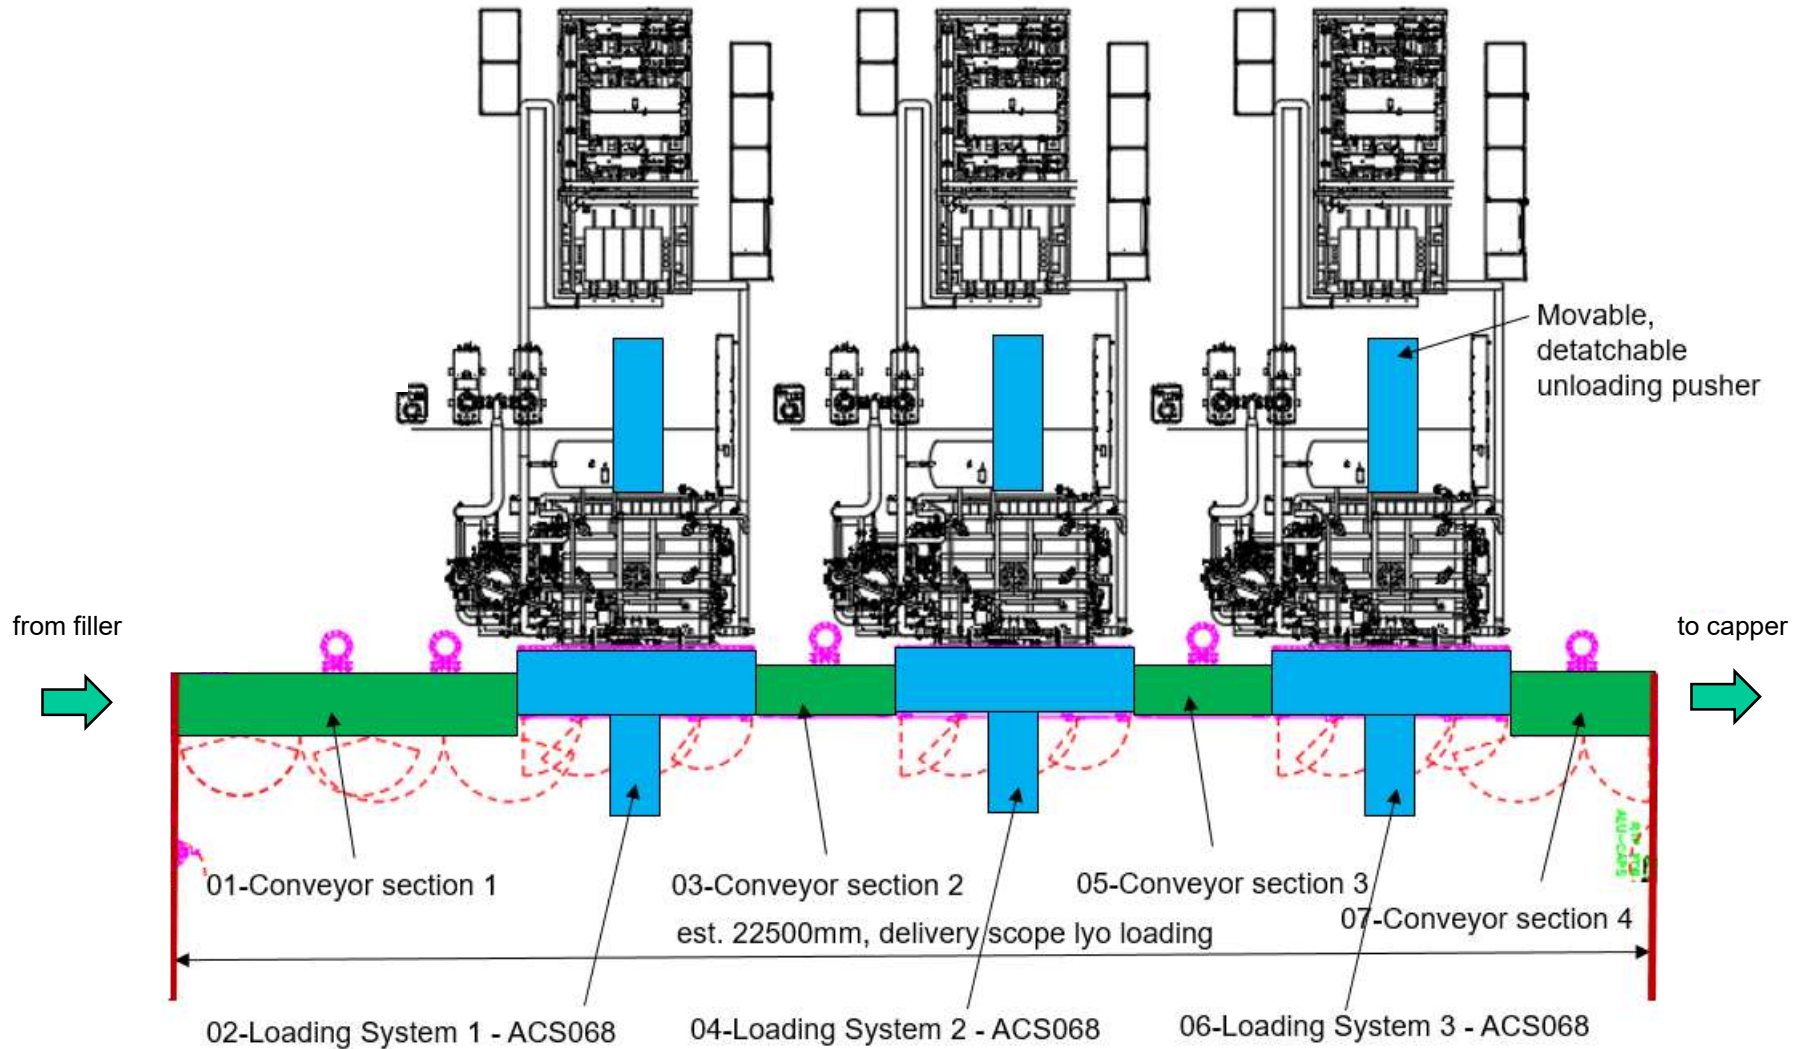 Movable,
detatchable
unloading pusher
from filler
to capper
01-Conveyor section 1
03-Conveyor section 2
05-Conveyor section 3
07-Conveyor section 4
est. 22500mm, delivery scope lyo loading
02-Loading System 1 - ACS068
04-Loading System 2 - ACS068
06-Loading System 3 - ACS068